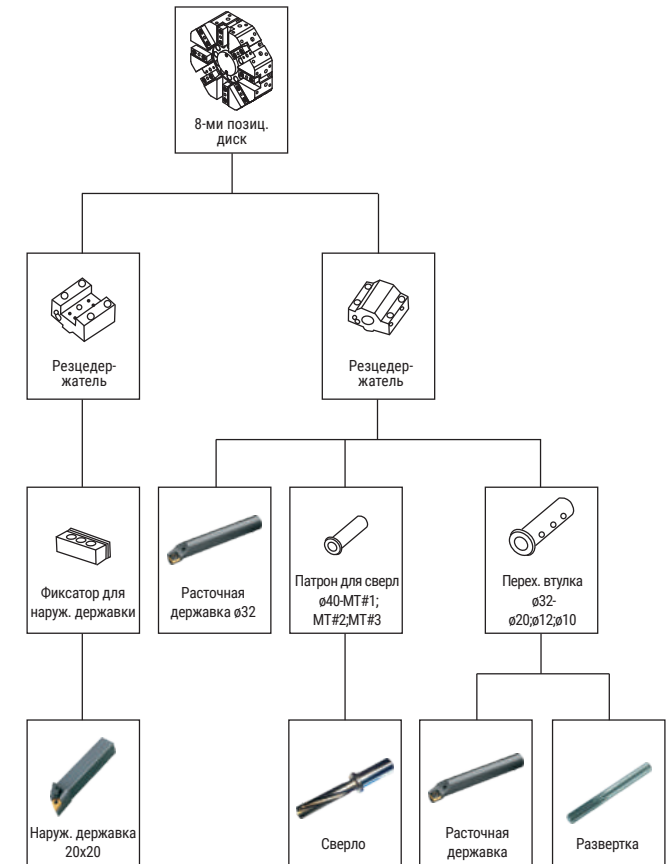 8-ми позиц.
диск
Резцедер-
жатель
Резцедер-
жатель
Фиксатор для
наруж. державки
Расточная
державка ø32
Патрон для сверл
ø40-MT#1;
MT#2;MT#3
Перех. втулка
ø32-
ø20;ø12;ø10
Наруж. державка
20x20
Сверло
Расточная
державка
Развертка